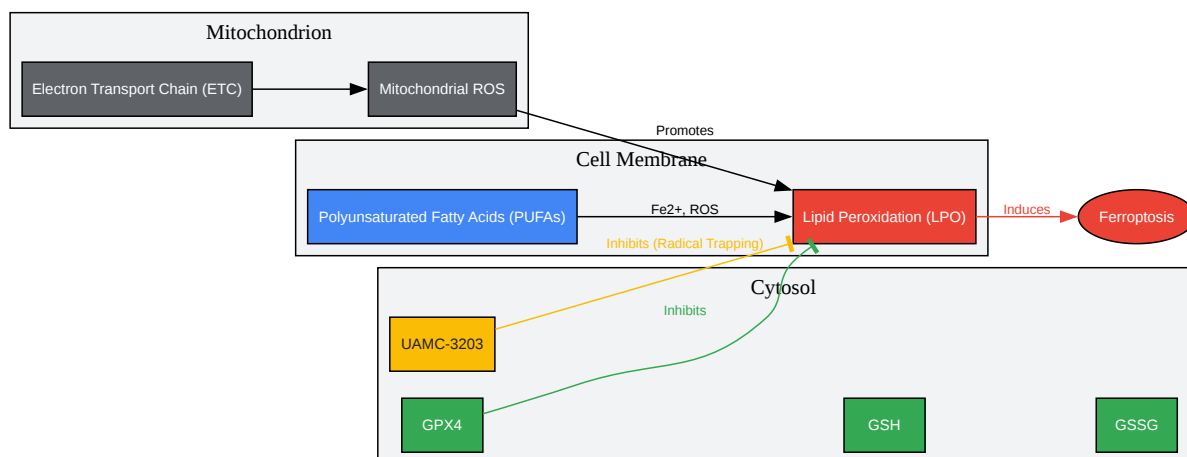 Mitochondrion
Electron Transport Chain (ETC)
Mitochondrial ROS
Promotes
Cell Membrane
Polyunsaturated Fatty Acids (PUFAs)
Fe2+, ROS
Lipid Peroxidation (LPO)
Induces
Ferroptosis
Inhibits (Radical Trapping)
Cytosol
Inhibits
UAMC-3203
GPX4
GSH
GSSG